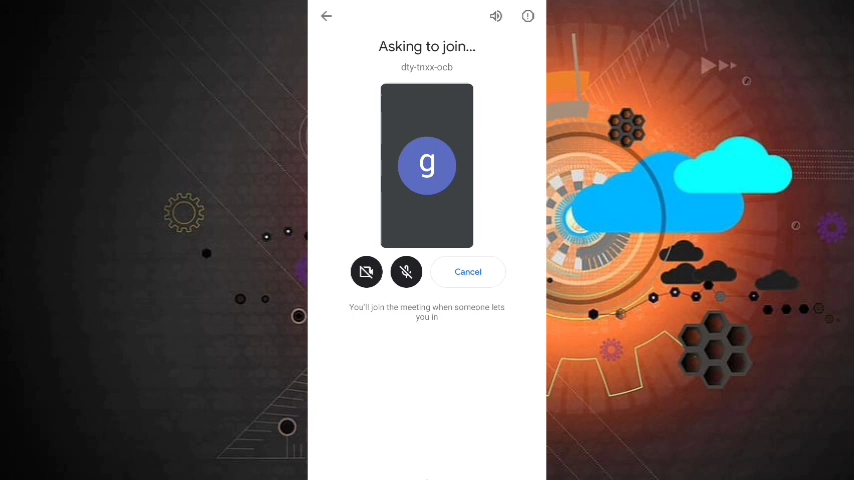 Asking to join...
dty-tnxx-ocb
g
Cancel
You'll join the meeting when someone lets
you in